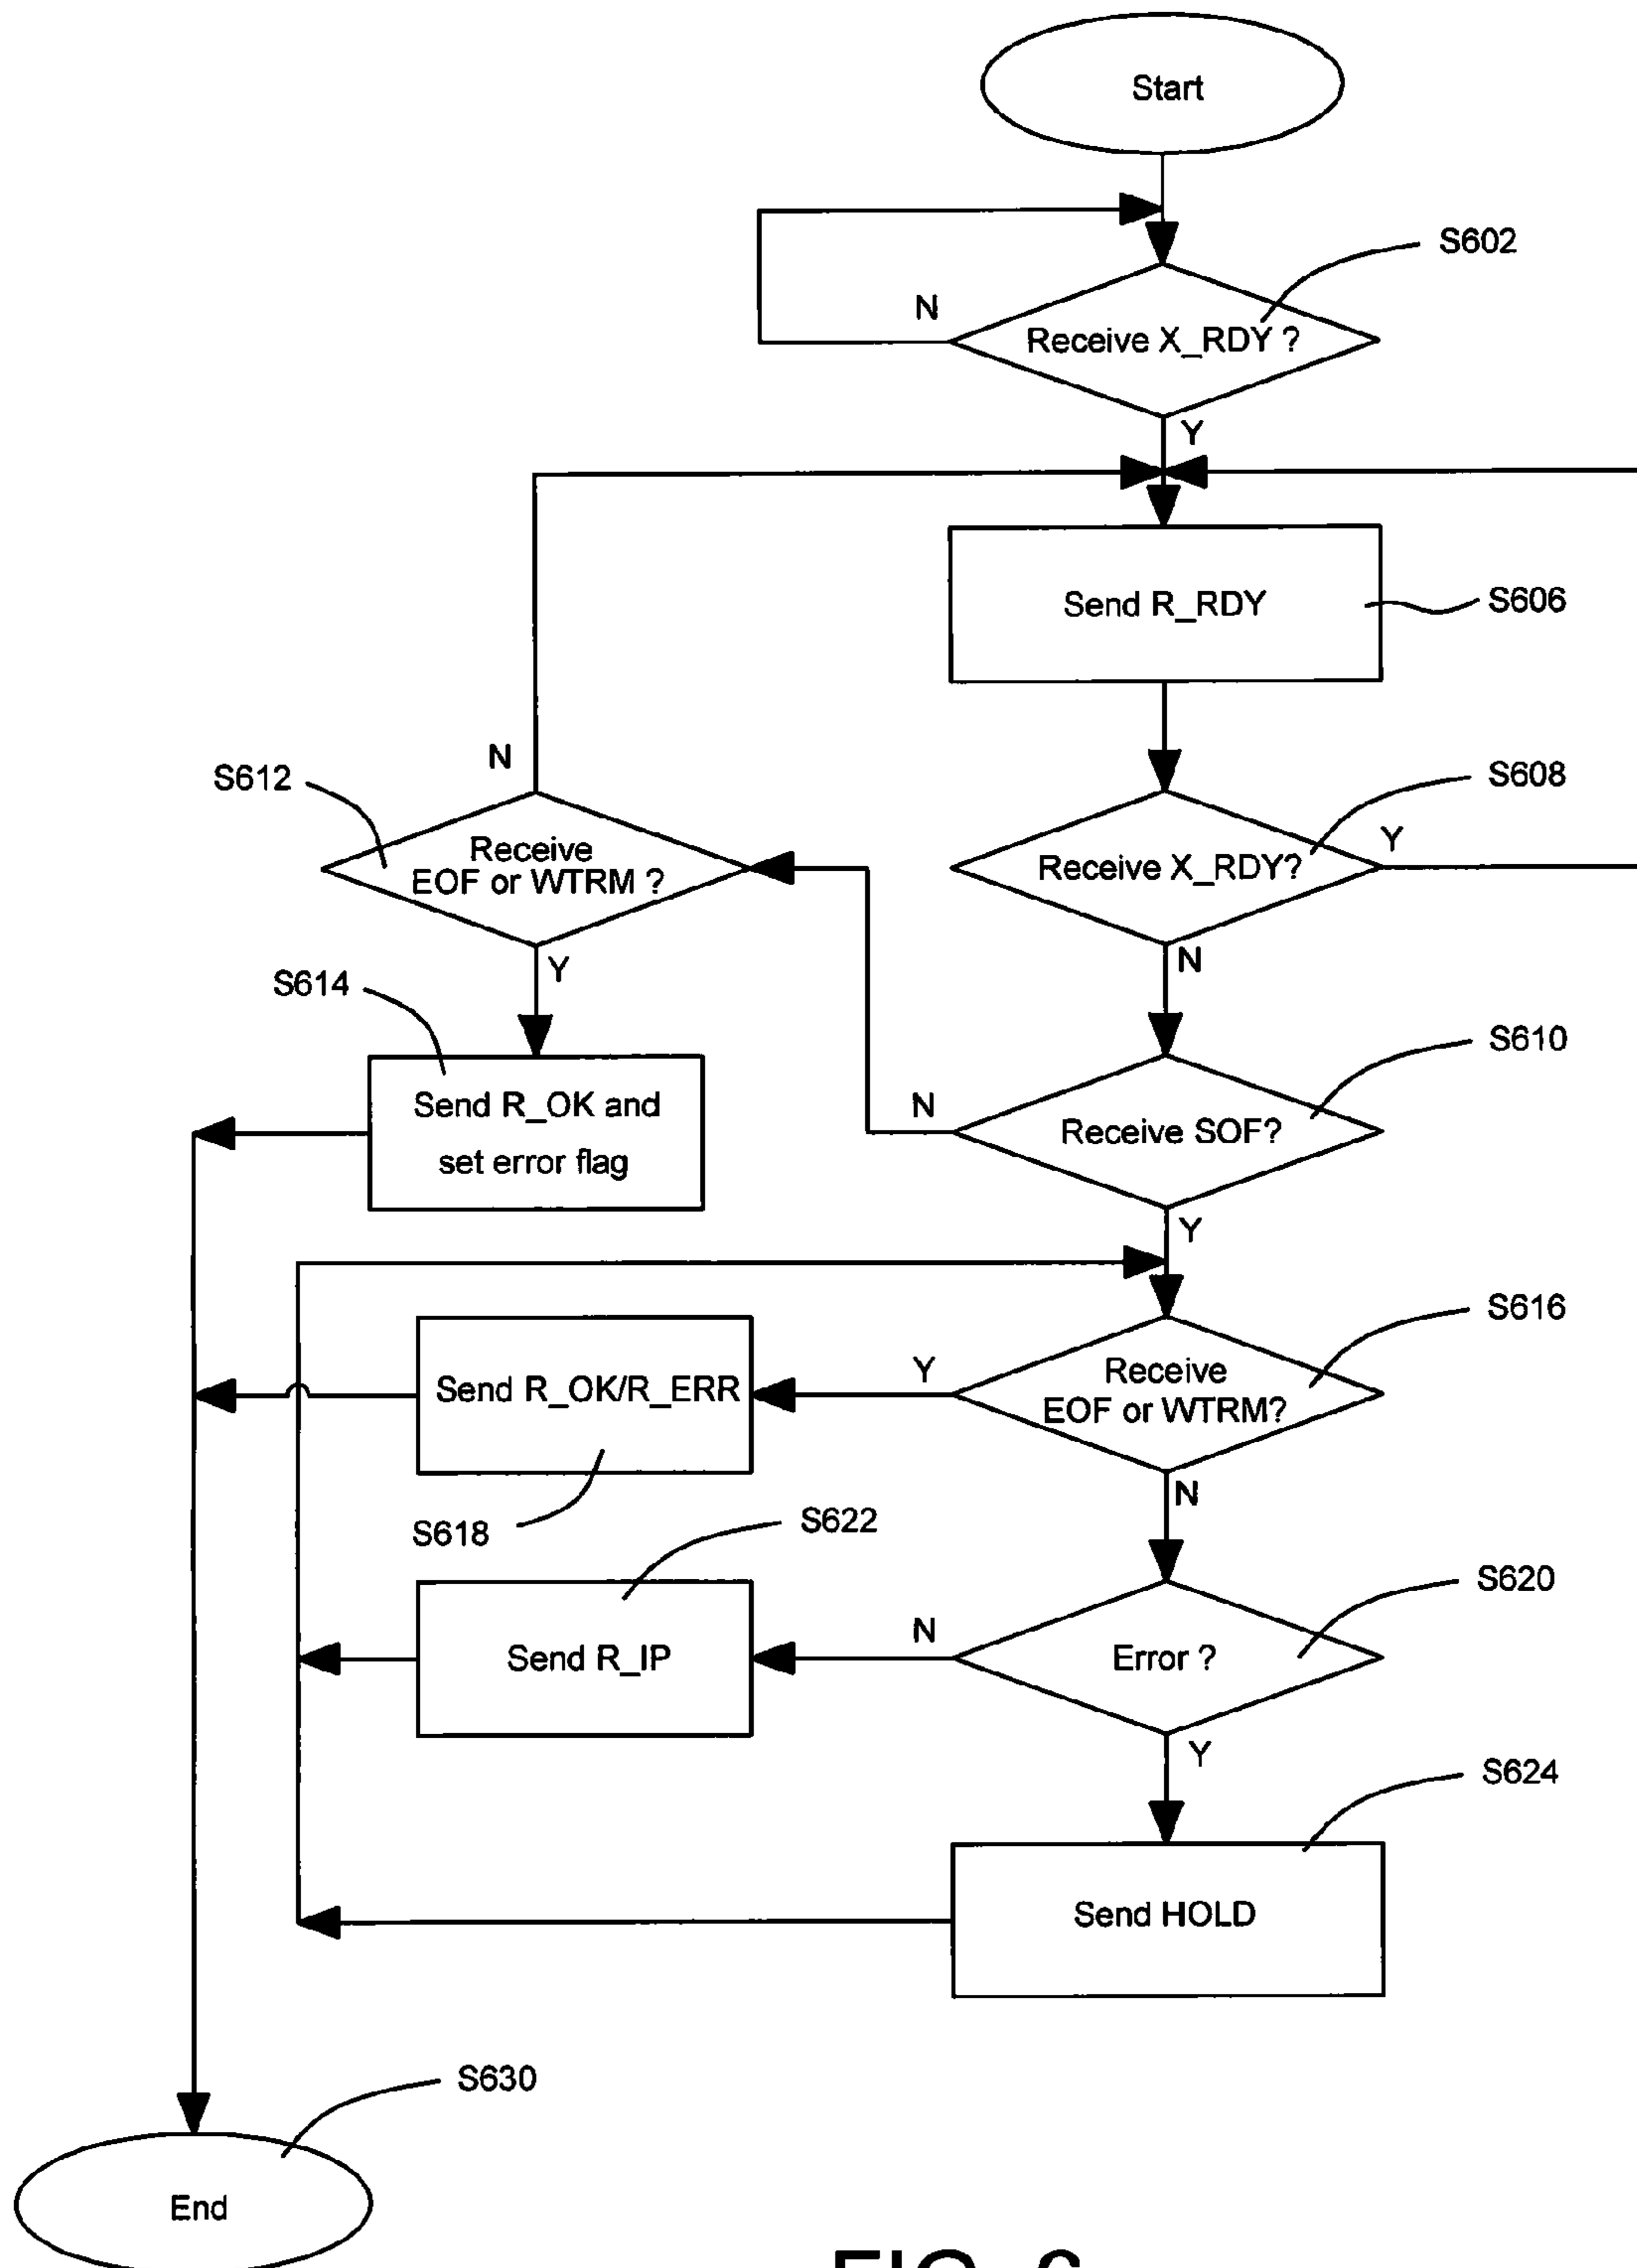 Start
S602
N
Receive X_RDY ?
Y
Send R_RDY
S606
N
S612
S608
Y
Receive
EOF or WTRM ?
Receive X_RDY?
Y
N
S614
S610
Send R_OK and
set error flag
N
Receive SOF?
Y
S616
Y
Receive
EOF or WTRM?
Send R_OK/R_ERR
N
S618
S622
S620
N
Error ?
Send R_IP
Y
S624
Send HOLD
S630
End